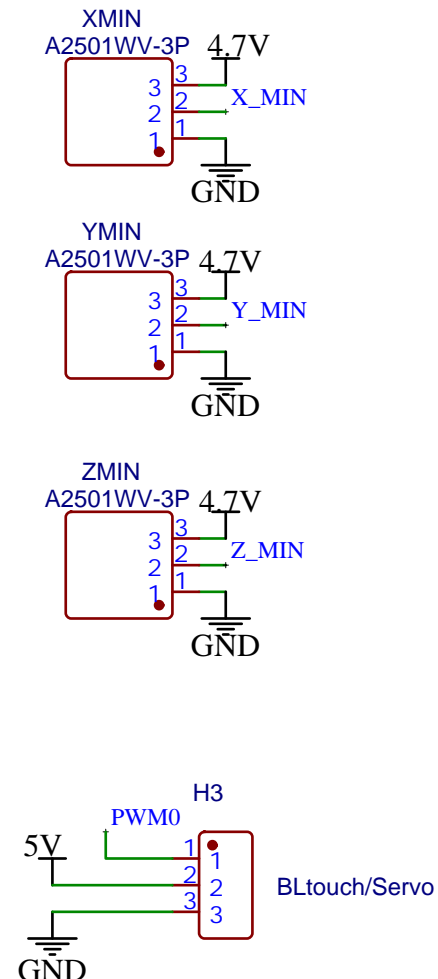 XMIN
A2501WV-3P 4.7V
3 3
2 2 X_MIN
1 1
GND
YMIN
A2501WV-3P 4.7V
3 3
2 2 Y_MIN
1 1
GND
ZMIN
A2501WV-3P 4.7V
3 3
2 2 Z_MIN
1 1
GND
H3
PWM0
1 1
5V 2 2 BLtouch/Servo
3 3
GND